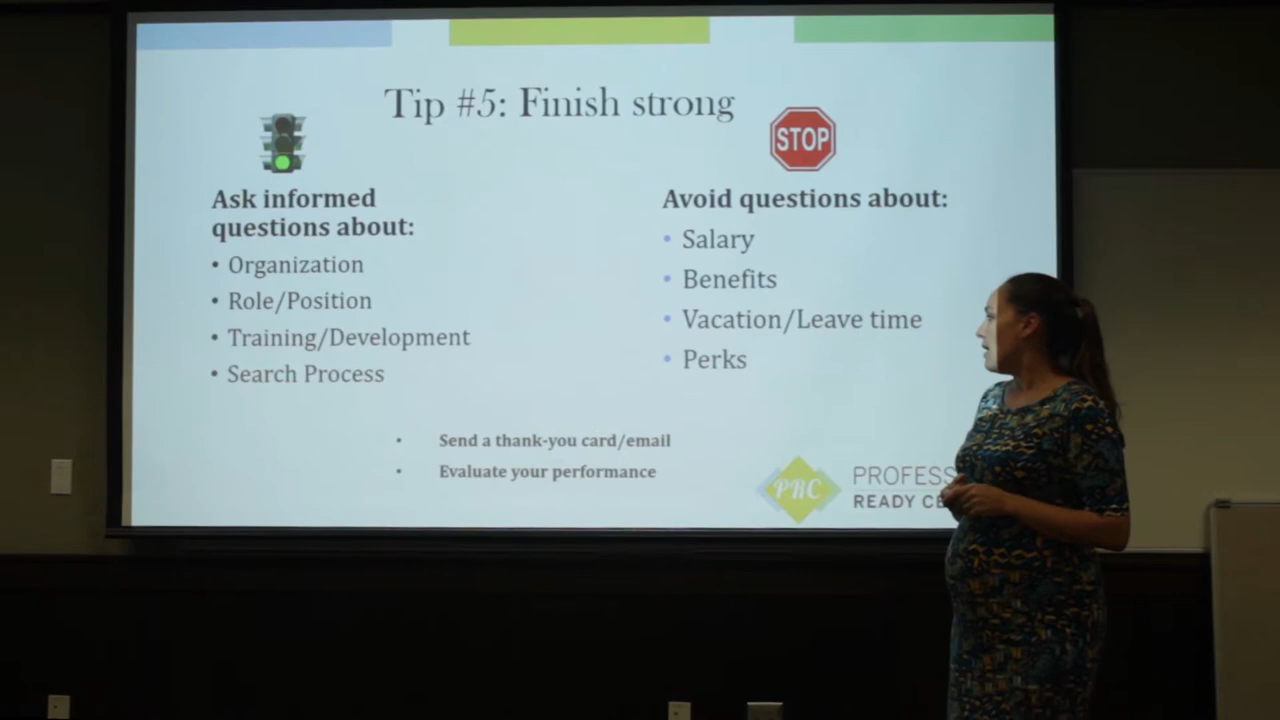 Tip #5: Finish strong
STOP
Ask informed
questions about:
• Organization
• Role/Position
• Training/Development
• Search Process
Avoid questions about:
• Salary
• Benefits
• Vacation/Leave time
• Perks
• Send a thank-you card/email
• Evaluate your performance
PRC
PROFESS
READY CE